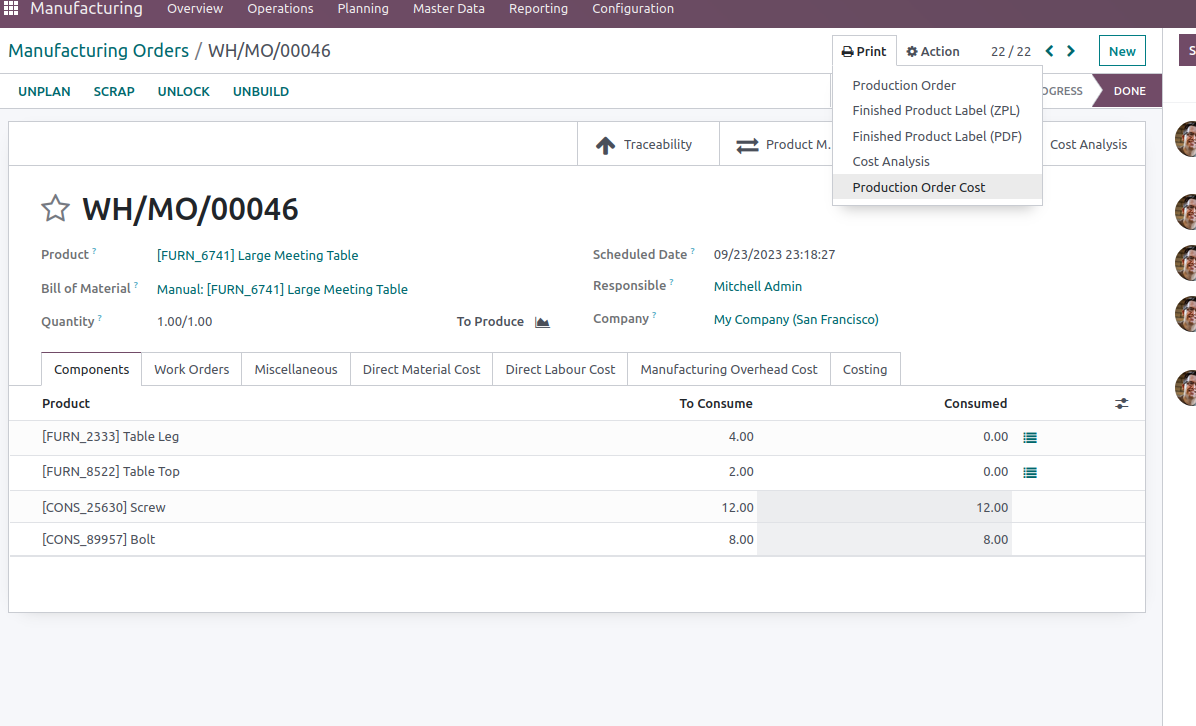 Manufacturing Overview Operations Planning Master Data Reporting Configuration
Manufacturing Orders / WH/MO/00046 Print Action 22 / 22 New S
UNPLAN SCRAP UNLOCK UNBUILD OGRESS DONE
Production Order
Finished Product Label (ZPL)
Finished Product Label (PDF)
Cost Analysis
Production Order Cost
Traceability Product M... Cost Analysis
WH/MO/00046
Product ? [FURN_6741] Large Meeting Table Scheduled Date ? 09/23/2023 23:18:27
Bill of Material ? Manual: [FURN_6741] Large Meeting Table Responsible ? Mitchell Admin
Quantity ? 1.00/1.00 To Produce Company ? My Company (San Francisco)
Components Work Orders Miscellaneous Direct Material Cost Direct Labour Cost Manufacturing Overhead Cost Costing
Product To Consume Consumed
[FURN_2333] Table Leg 4.00 0.00
[FURN_8522] Table Top 2.00 0.00
[CONS_25630] Screw 12.00 12.00
[CONS_89957] Bolt 8.00 8.00